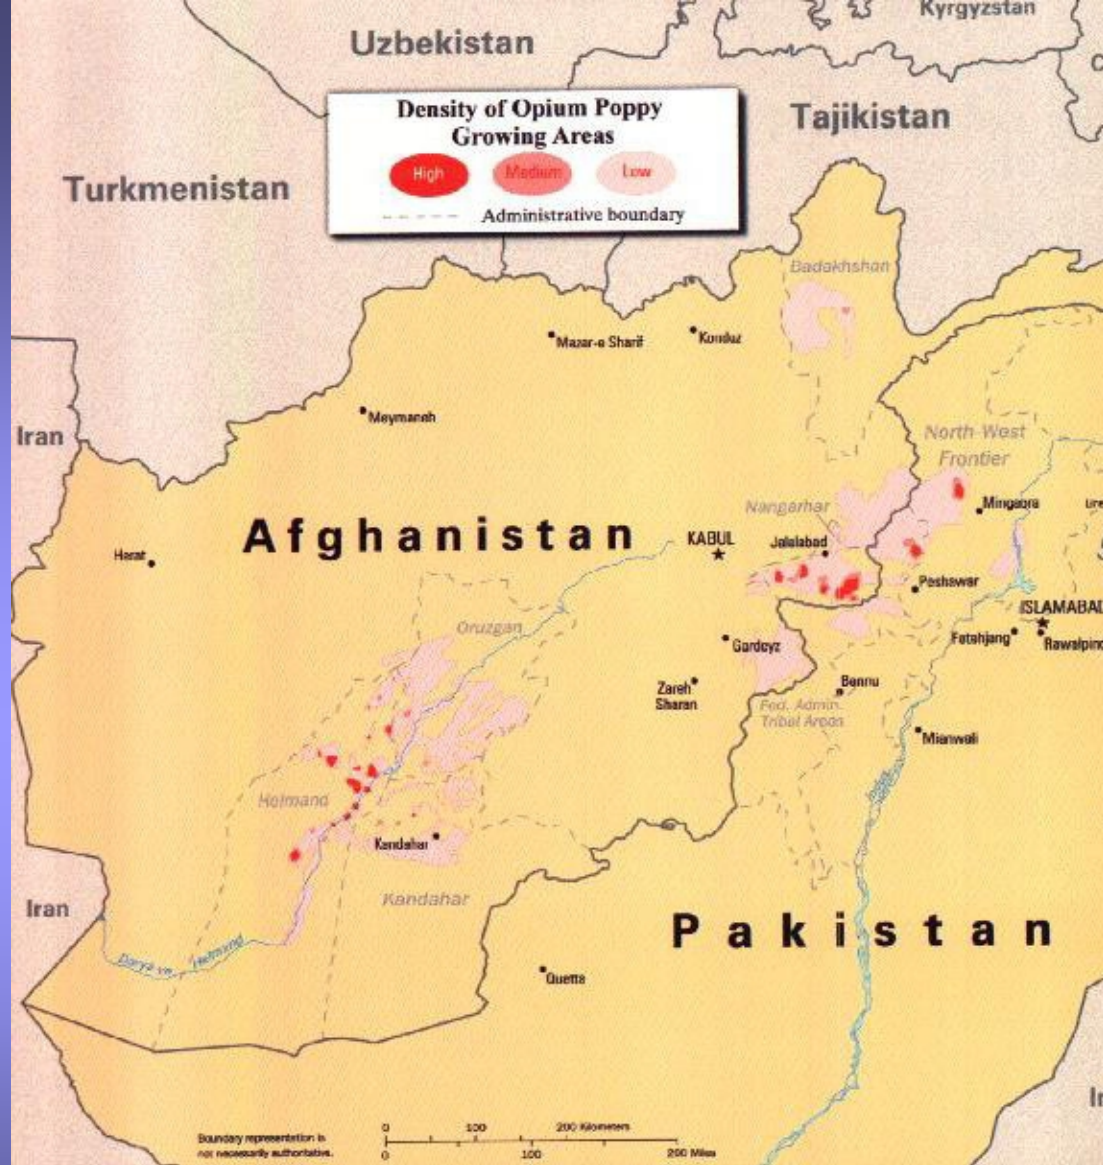 Kyrgyzstan
Uzbekistan
Density of Opium Poppy
Growing Areas
High Medium Low
Administrative boundary
Tajikistan
Turkmenistan
Badakhshan
Mazar-e Sharif
Konduz
Meymaneh
Iran
North-West
Frontier
Nangarhar
Mingaora
Afghanistan
KABUL
Jalalabad
Herat
Peshawar
ISLAMABAD
Oruzgan
Fatehjang
Rawalpind
Gardeyz
Zareh
Sharan
Bannu
Fed. Admin.
Tribal Areas
Mianwali
Indus
Helmand
Kandahar
Kandahar
Iran
Pakistan
Darya-ye Helmand
Quetta
0 100 200 Kilometers
0 100 200 Miles
Boundary representation is
not necessarily authoritative.